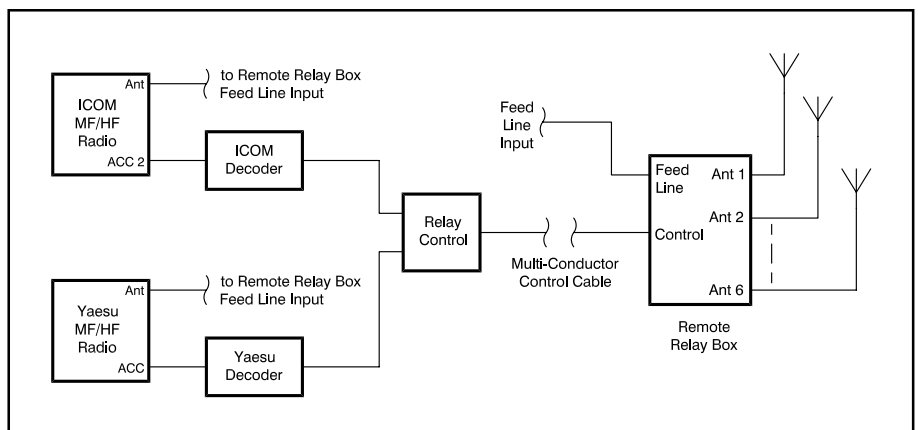 Ant
ICOM
MF/HF
Radio
ACC 2
to Remote Relay Box
Feed Line Input
ICOM
Decoder
Yaesu
MF/HF
Radio
Ant
ACC
to Remote Relay Box
Feed Line Input
Yaesu
Decoder
Relay
Control
Multi-Conductor
Control Cable
Feed
Line
Input
Feed
Line
Control
Ant 1
Ant 2
Ant 6
Remote
Relay Box